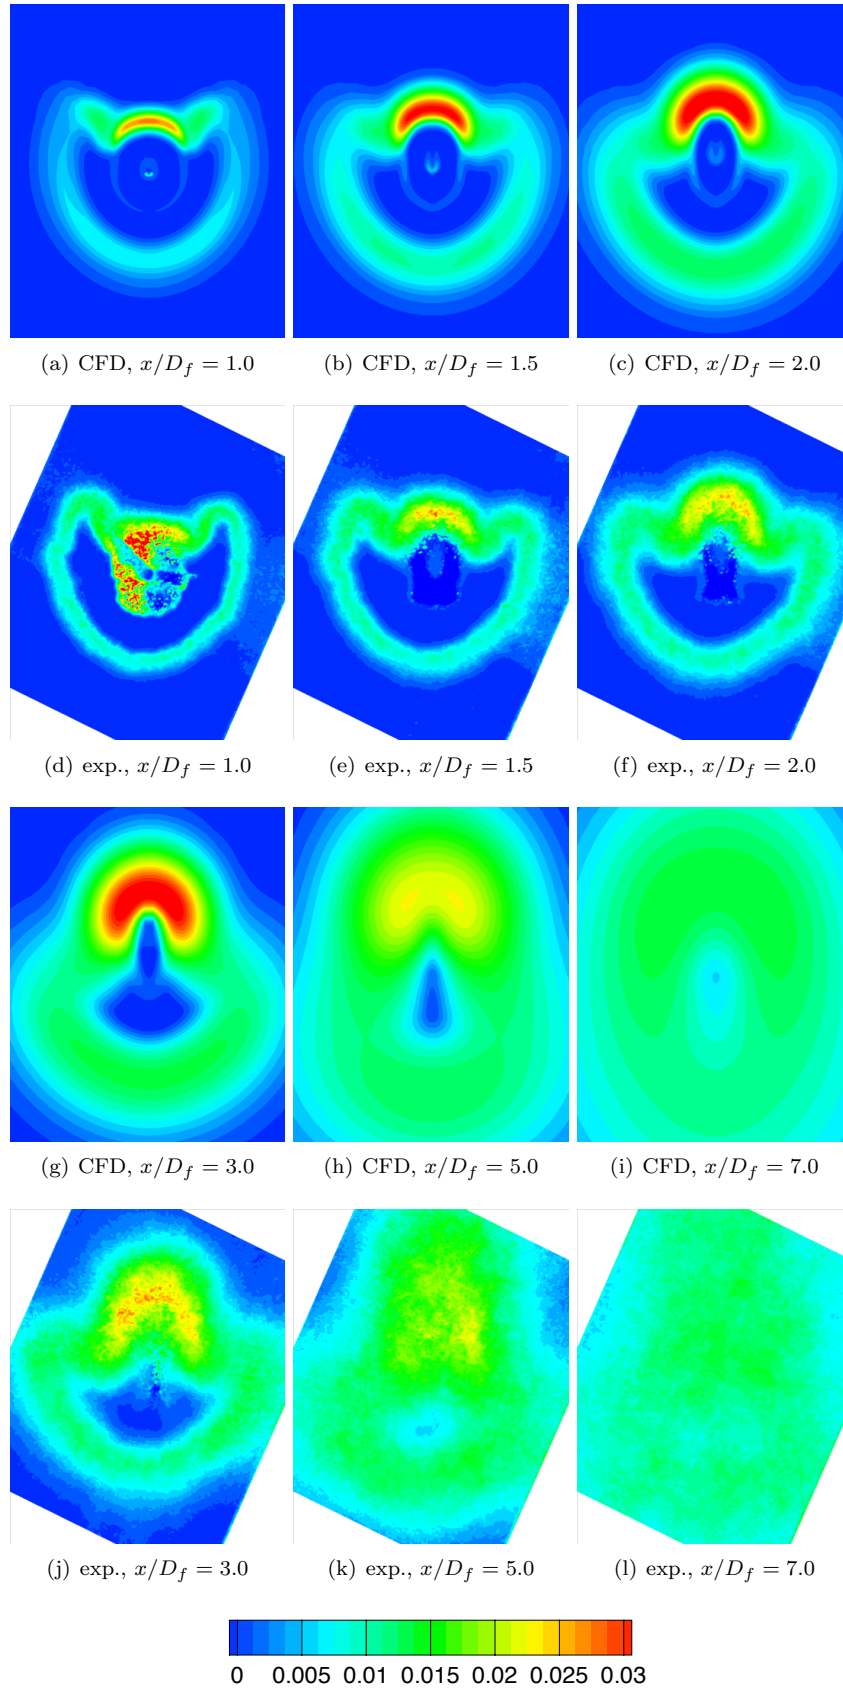 (a) CFD, x/D_f = 1.0
(b) CFD, x/D_f = 1.5
(c) CFD, x/D_f = 2.0
(d) exp., x/D_f = 1.0
(e) exp., x/D_f = 1.5
(f) exp., x/D_f = 2.0
(g) CFD, x/D_f = 3.0
(h) CFD, x/D_f = 5.0
(i) CFD, x/D_f = 7.0
(j) exp., x/D_f = 3.0
(k) exp., x/D_f = 5.0
(l) exp., x/D_f = 7.0
0 0.005 0.01 0.015 0.02 0.025 0.03